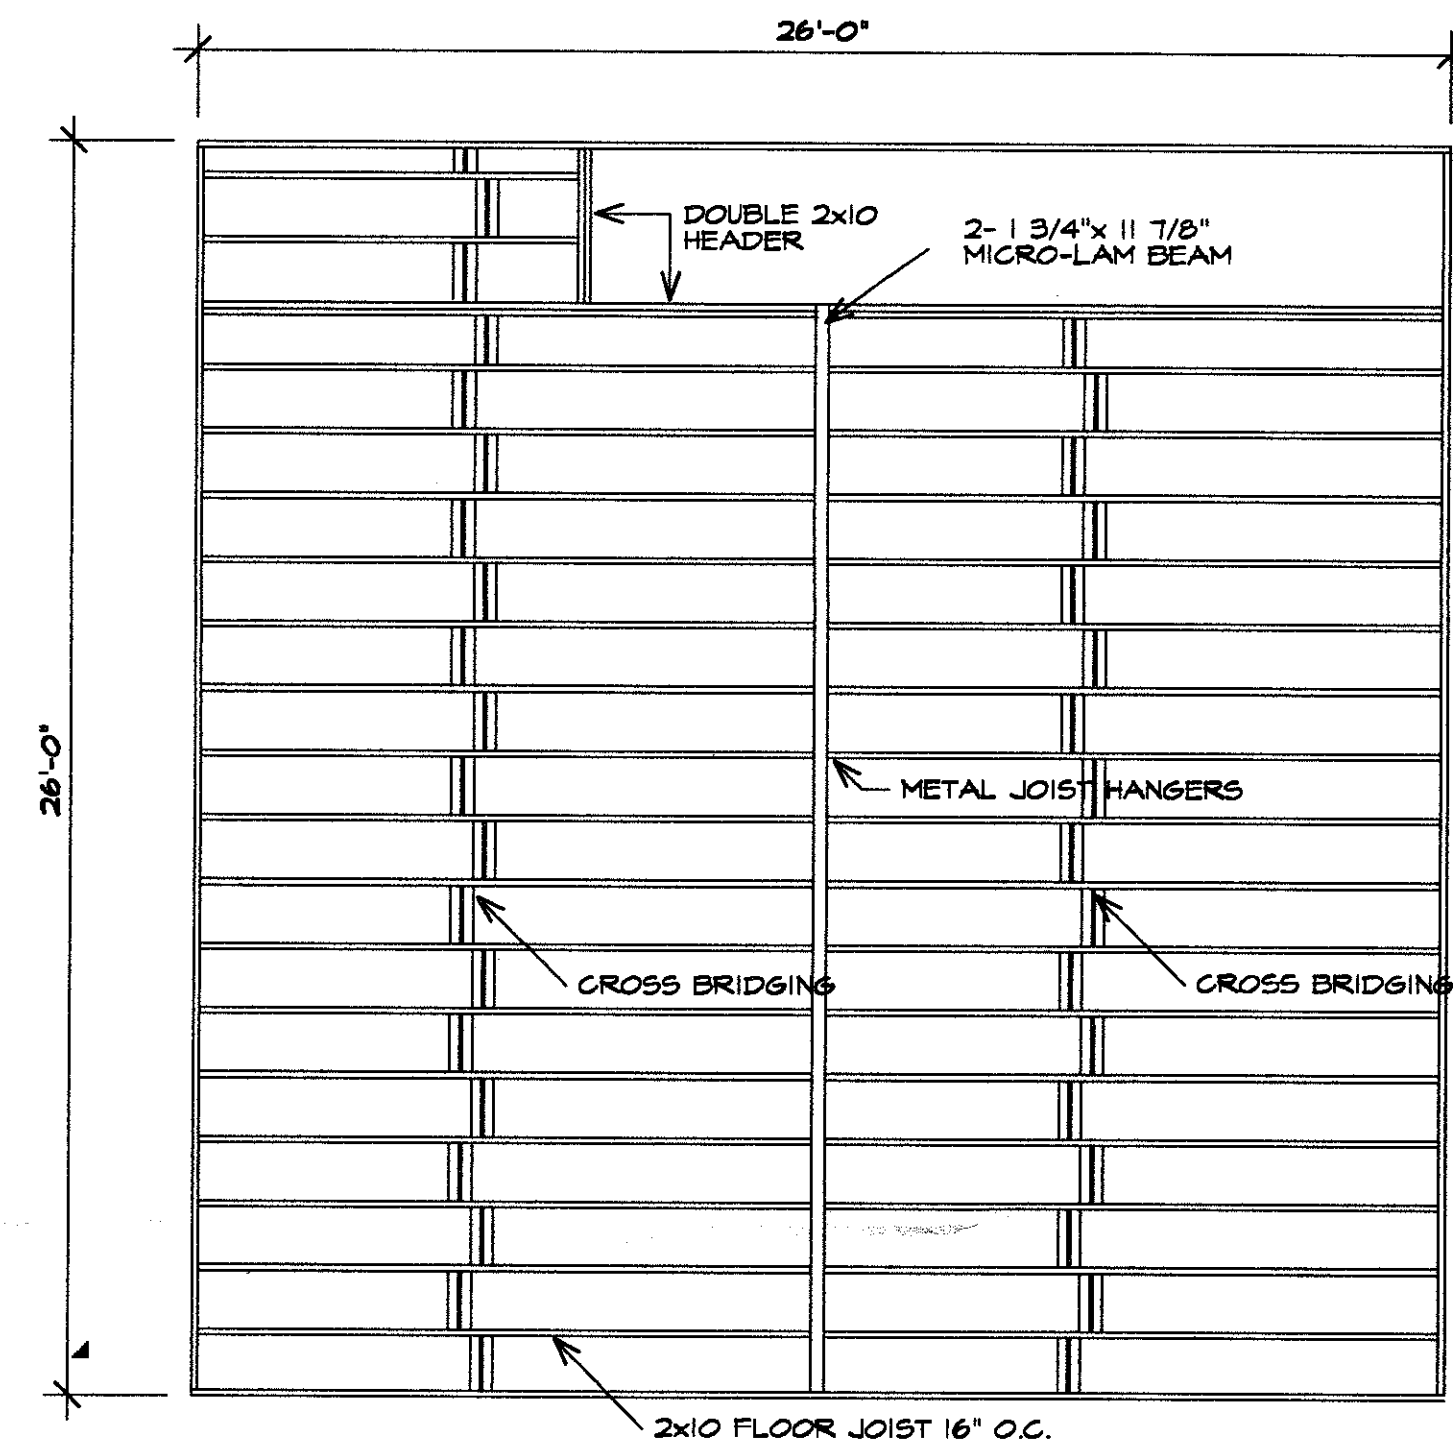 26'-0"
DOUBLE 2x10
HEADER
2- 1 3/4"x 11 7/8"
MICRO-LAM BEAM
26'-0"
METAL JOIST HANGERS
CROSS BRIDGING
CROSS BRIDGING
2x10 FLOOR JOIST 16" O.C.